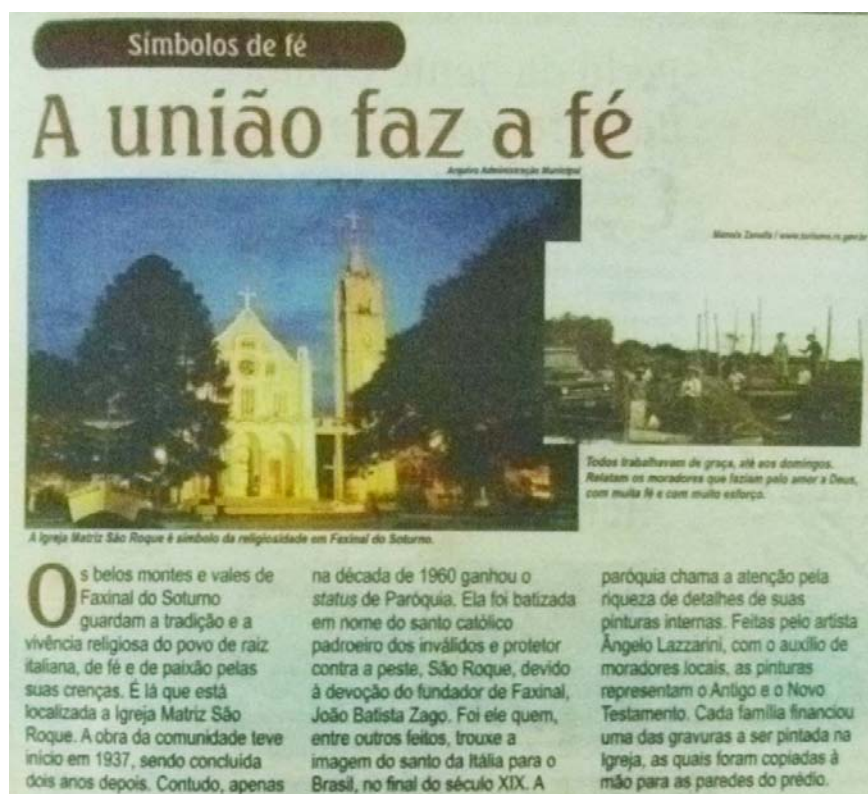 Símbolos de fé
A união faz a fé
Arquivo Administração Municipal
/ www.turismo.rs.gov.br
Todos trabalhavam de graça, até aos domingos.
Relatam os moradores que faziam pelo amor a Deus,
com muita fé e com muito esforço.
A Igreja Matriz São Roque é símbolo da religiosidade em Faxinal do Soturno.
Os belos montes e vales de
Faxinal do Soturno
guardam a tradição e a
vivência religiosa do povo de raiz
italiana, de fé e de paixão pelas
suas crenças. É lá que está
localizada a Igreja Matriz São
Roque. A obra da comunidade teve
início em 1937, sendo concluída
dois anos depois. Contudo, apenas
na década de 1960 ganhou o
status de Paróquia. Ela foi batizada
em nome do santo católico
padroeiro dos inválidos e protetor
contra a peste, São Roque, devido
à devoção do fundador de Faxinal,
João Batista Zago. Foi ele quem,
entre outros feitos, trouxe a
imagem do santo da Itália para o
Brasil, no final do século XIX. A
paróquia chama a atenção pela
riqueza de detalhes de suas
pinturas internas. Feitas pelo artista
Ângelo Lazzarini, com o auxílio de
moradores locais, as pinturas
representam o Antigo e o Novo
Testamento. Cada família financiou
uma das gravuras a ser pintada na
Igreja, as quais foram copiadas à
mão para as paredes do prédio.